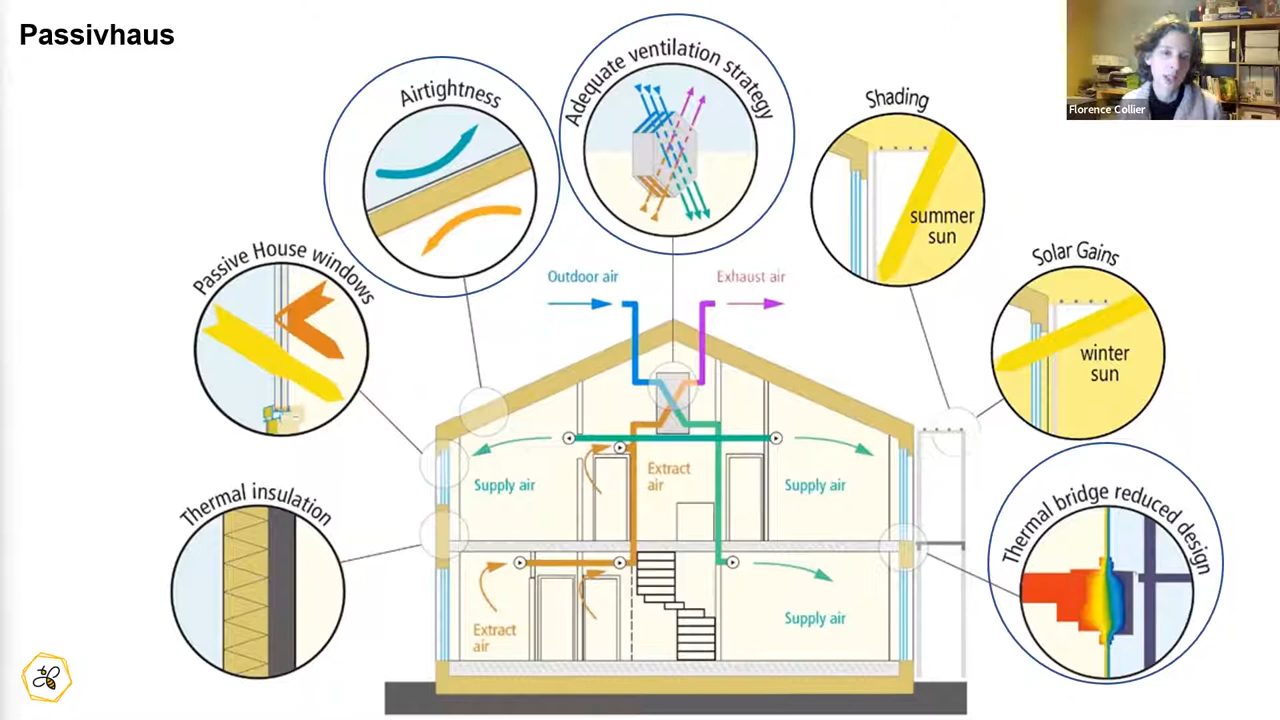 Passivhaus
Florence Collier
Airtightness
Adequate ventilation strategy
Shading
summer
sun
Passive House windows
Solar Gains
winter
sun
Outdoor air
Exhaust air
Thermal insulation
Supply air
Extract
air
Supply air
Thermal bridge reduced design
Extract
air
Supply air